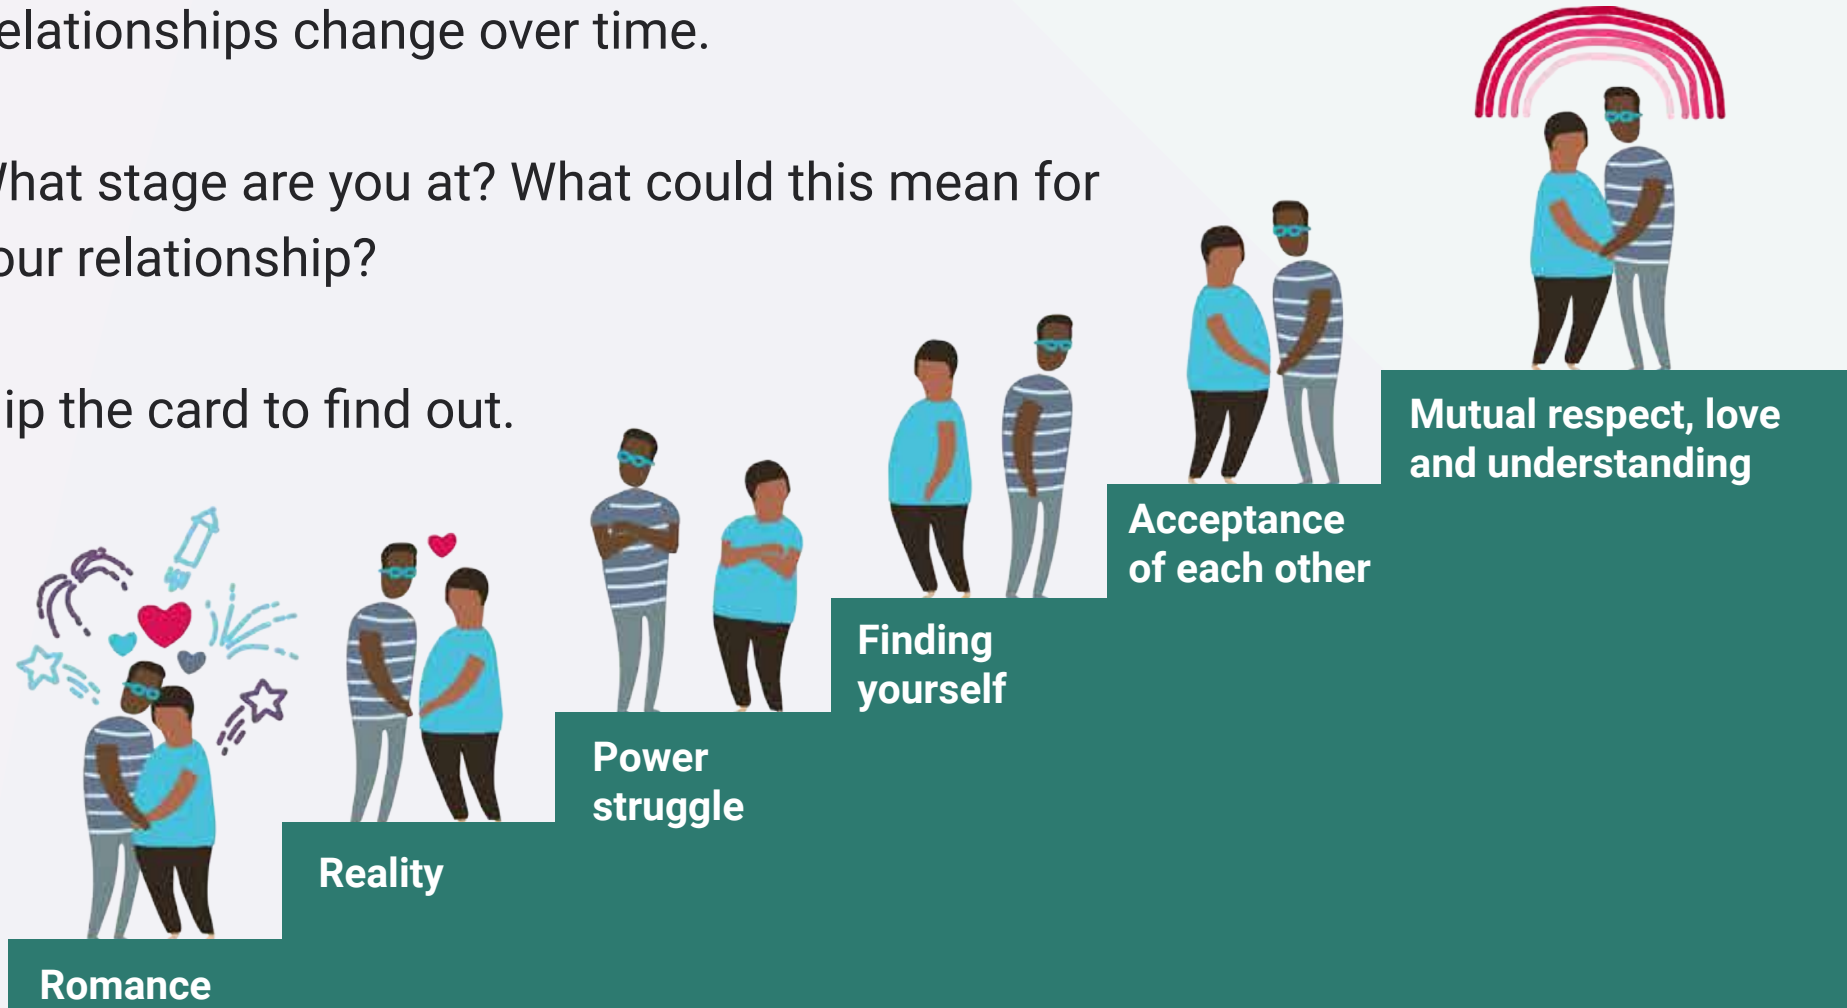 elationships change over time.
What stage are you at? What could this mean for
our relationship?
ip the card to find out.
Mutual respect, love
and understanding
Acceptance
of each other
Finding
yourself
Power
struggle
Reality
Romance